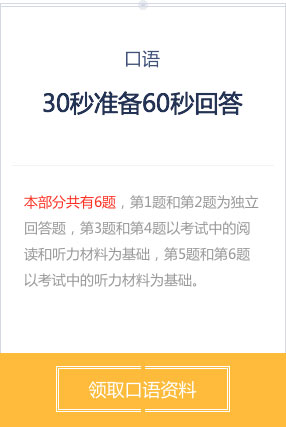 口语
30秒准备60秒回答
本部分共有6题，第1题和第2题为独立
回答题，第3题和第4题以考试中的阅
读和听力材料为基础，第5题和第6题
以考试中的听力材料为基础。
领取口语资料